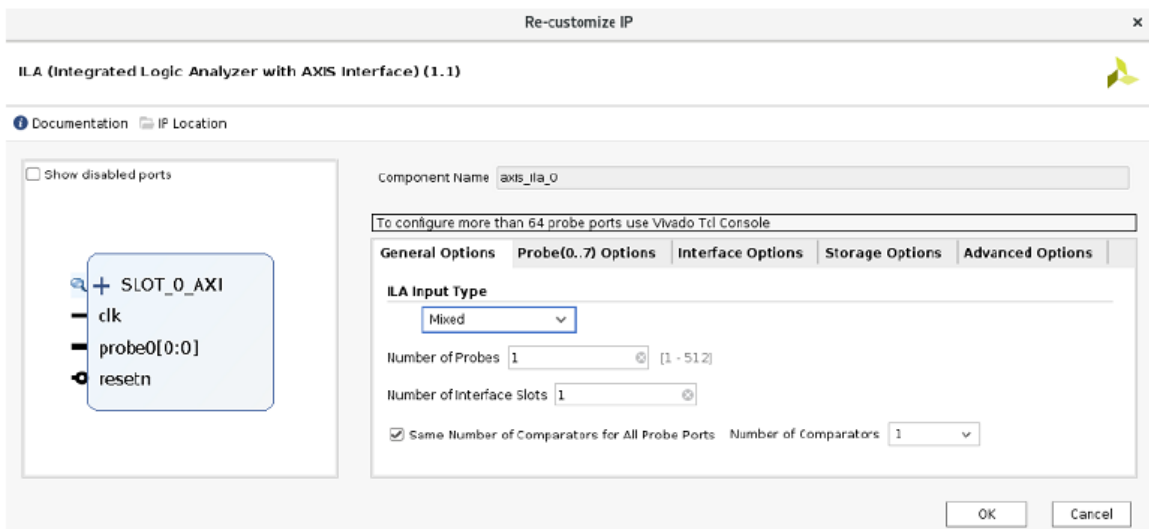 Re-customize IP
ILA (Integrated Logic Analyzer with AXIS Interface) (1.1)
Documentation IP Location
Show disabled ports
SLOT_0_AXI
clk
probe0[0:0]
resetn
Component Name axis_ila_0
To configure more than 64 probe ports use Vivado Tcl Console
General Options Probe(0..7) Options Interface Options Storage Options Advanced Options
ILA Input Type
Mixed
Number of Probes 1 [1 - 512]
Number of Interface Slots 1
Same Number of Comparators for All Probe Ports Number of Comparators 1
OK Cancel